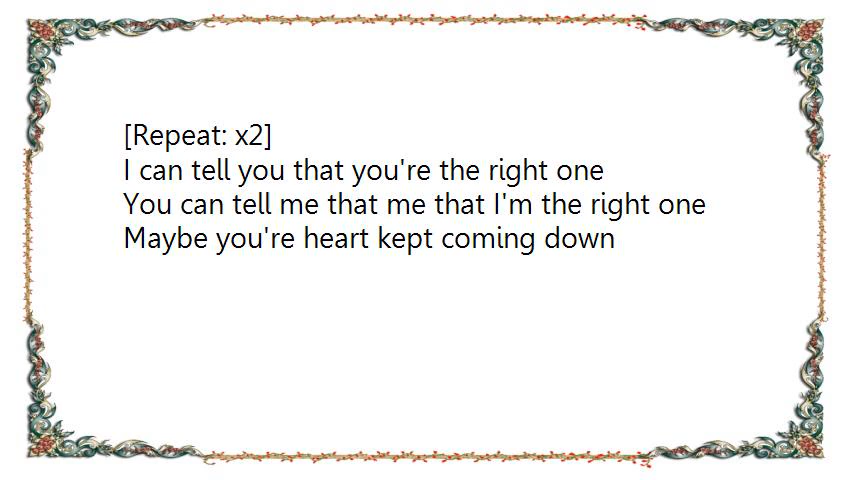 [Repeat: x2]
I can tell you that you're the right one
You can tell me that me that I'm the right one
Maybe you're heart kept coming down